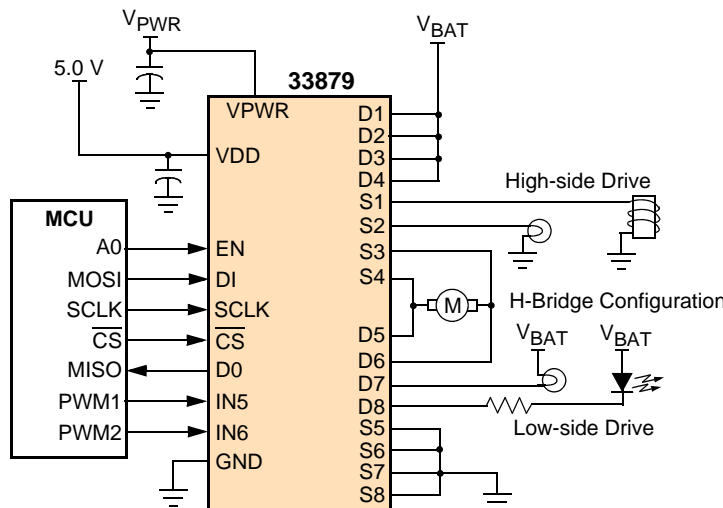 VPWR
VBAT
5.0 V
33879
VPWR
D1
D2
VDD
D3
D4
High-side Drive
MCU
S1
S2
A0
EN
S3
MOSI
DI
S4
SCLK
SCLK
M
H-Bridge Configuration
CS
CS
D5
VBAT
VBAT
MISO
D0
D6
D7
PWM1
IN5
D8
PWM2
IN6
S5
Low-side Drive
S6
GND
S7
S8